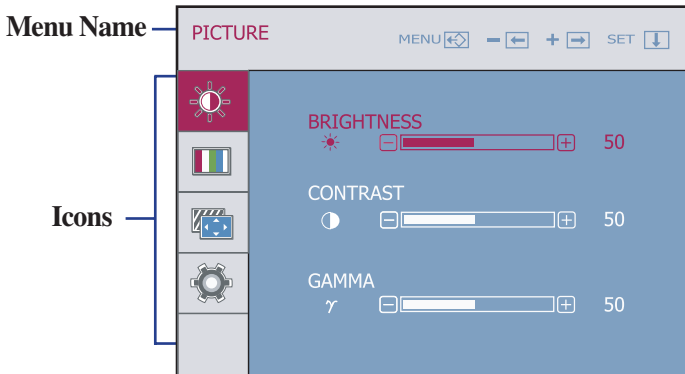 Menu Name
PICTURE MENU - + SET
Icons
BRIGHTNESS
50
CONTRAST
50
GAMMA
γ 50